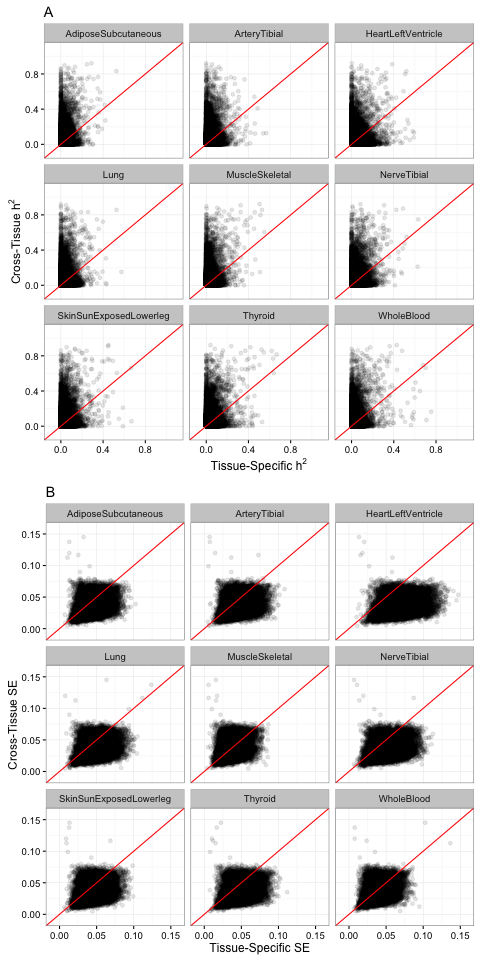 A
AdiposeSubcutaneous ArteryTibial HeartLeftVentricle
0.8
0.4
0.0
Lung MuscleSkeletal NerveTibial
0.8
0.4
0.0
Cross-Tissue h²
SkinSunExposedLowerleg Thyroid WholeBlood
0.8
0.4
0.0
0.0 0.4 0.8 0.0 0.4 0.8 0.0 0.4 0.8
Tissue-Specific h²
B
AdiposeSubcutaneous ArteryTibial HeartLeftVentricle
0.15
0.10
0.05
0.00
Lung MuscleSkeletal NerveTibial
0.15
0.10
0.05
0.00
Cross-Tissue SE
SkinSunExposedLowerleg Thyroid WholeBlood
0.15
0.10
0.05
0.00
0.00 0.05 0.10 0.15 0.00 0.05 0.10 0.15 0.00 0.05 0.10 0.15
Tissue-Specific SE